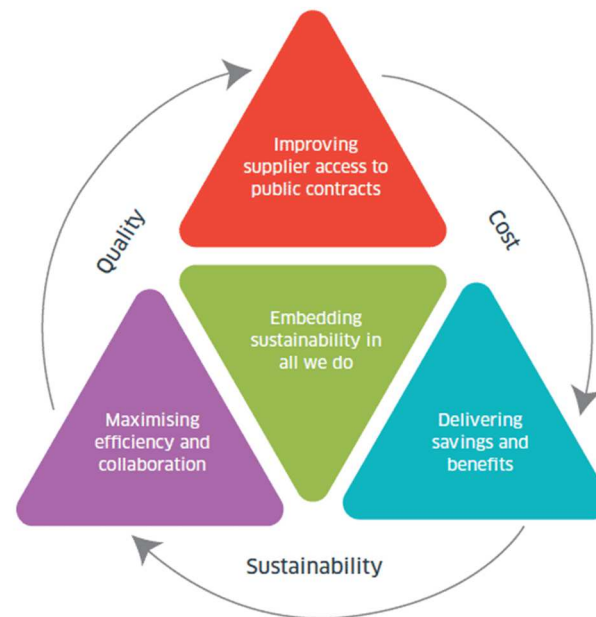 Improving
supplier access to
public contracts
Quality
Cost
Embedding
sustainability in
all we do
Maximising
efficiency and
collaboration
Delivering
savings and
benefits
Sustainability